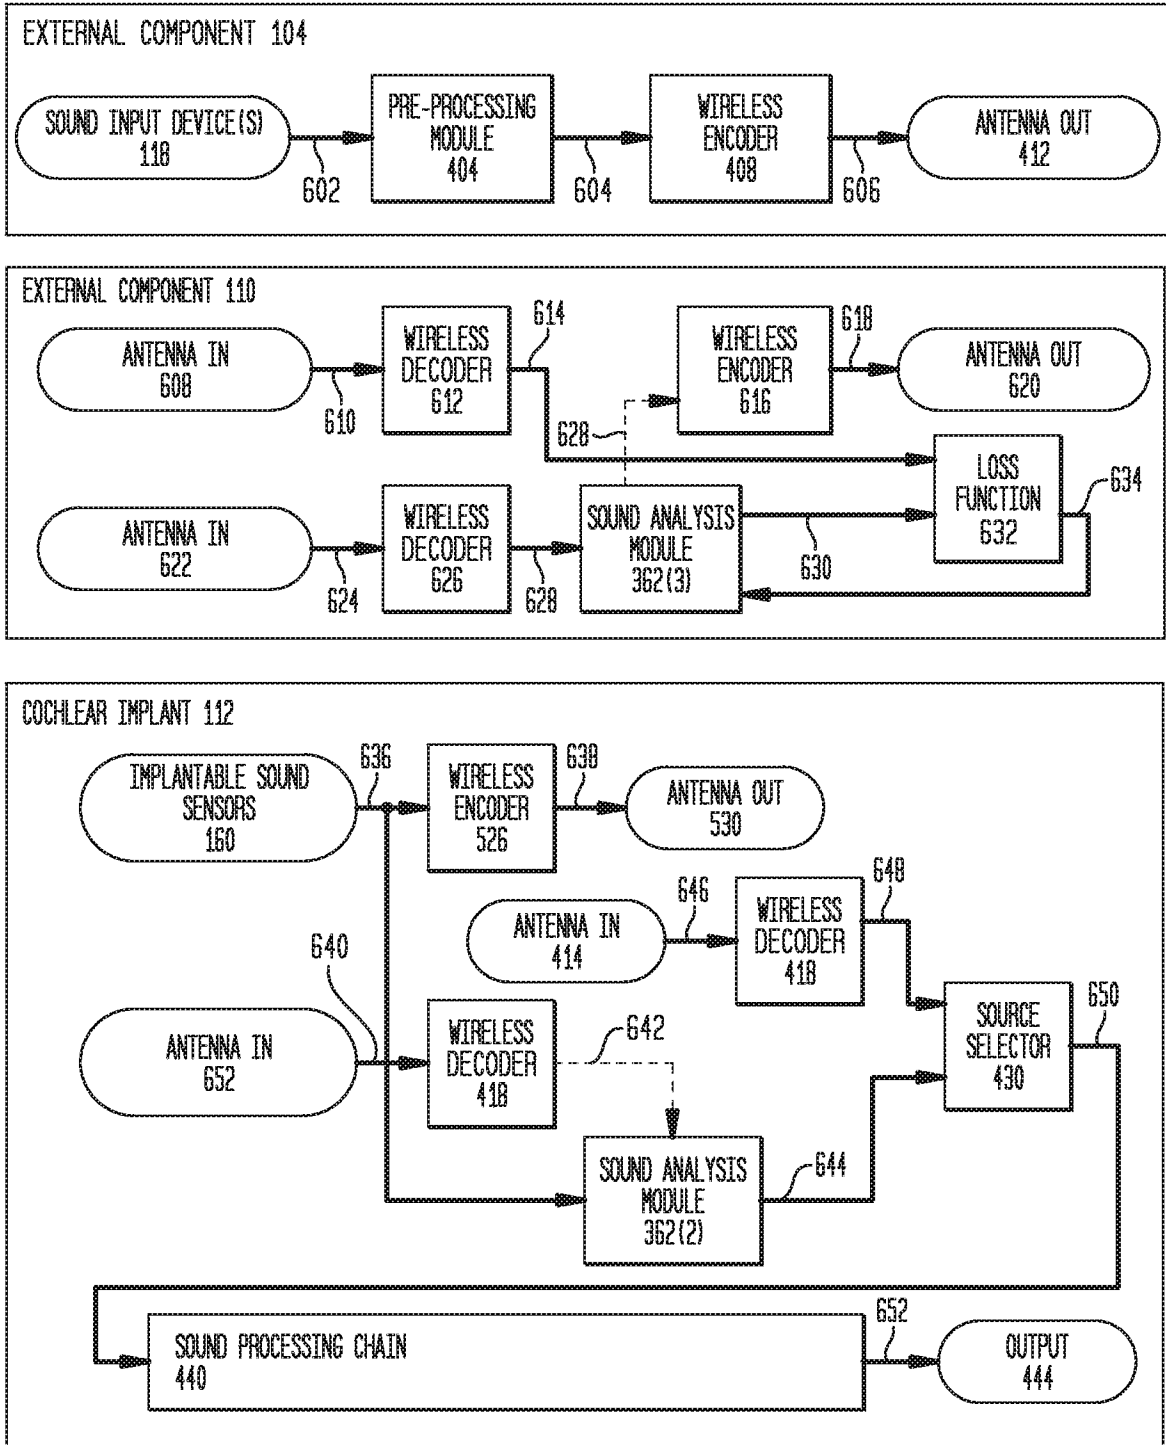 EXTERNAL COMPONENT 104
SOUND INPUT DEVICE(S)
118
602
PRE-PROCESSING
MODULE
404
604
WIRELESS
ENCODER
408
606
ANTENNA OUT
412
EXTERNAL COMPONENT 110
ANTENNA IN
608
610
WIRELESS
DECODER
612
614
WIRELESS
ENCODER
616
618
ANTENNA OUT
620
628
LOSS
FUNCTION
632
634
ANTENNA IN
622
624
WIRELESS
DECODER
626
628
SOUND ANALYSIS
MODULE
362(3)
630
COCHLEAR IMPLANT 112
IMPLANTABLE SOUND
SENSORS
160
636
WIRELESS
ENCODER
526
638
ANTENNA OUT
530
ANTENNA IN
414
646
WIRELESS
DECODER
418
648
640
ANTENNA IN
652
WIRELESS
DECODER
418
642
SOURCE
SELECTOR
430
650
SOUND ANALYSIS
MODULE
362(2)
644
SOUND PROCESSING CHAIN
440
652
OUTPUT
444